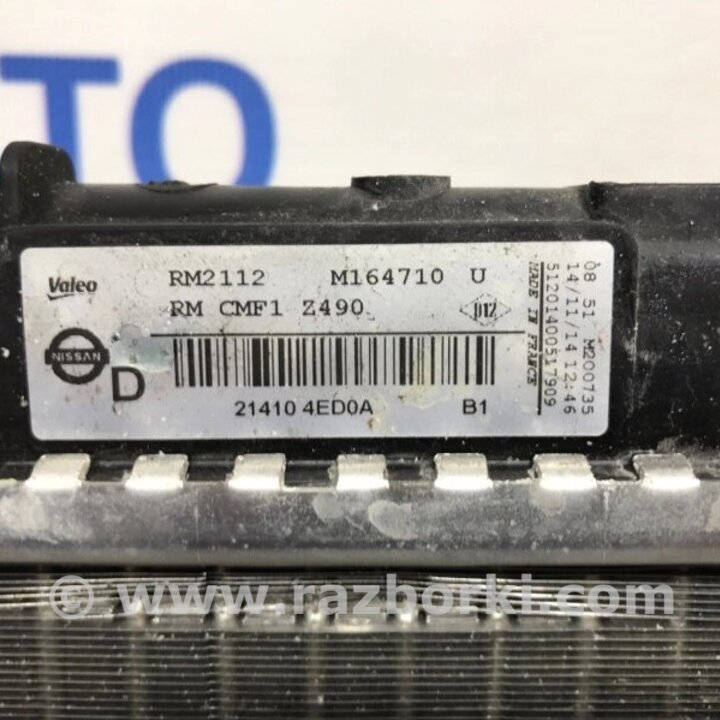 TO
Valeo RM2112 M164710 U
RM CMF1 Z490 D12
NISSAN
D
21410 4ED0A B1
MADE IN FRANCE
51201400517909
14/11/14 12:46
08 51 M200735
© www.razborki.com